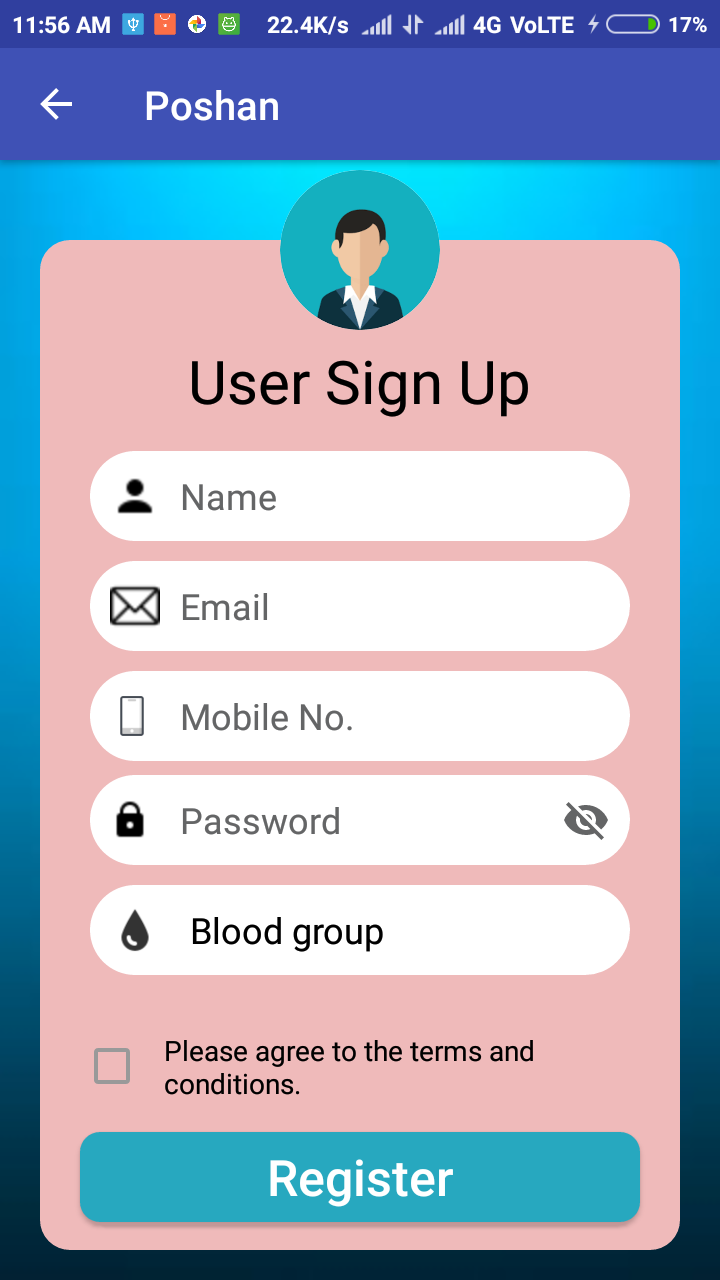 11:56 AM 22.4K/s 4G VoLTE 17%
Poshan
User Sign Up
Name
Email
Mobile No.
Password
Blood group
Please agree to the terms and
conditions.
Register